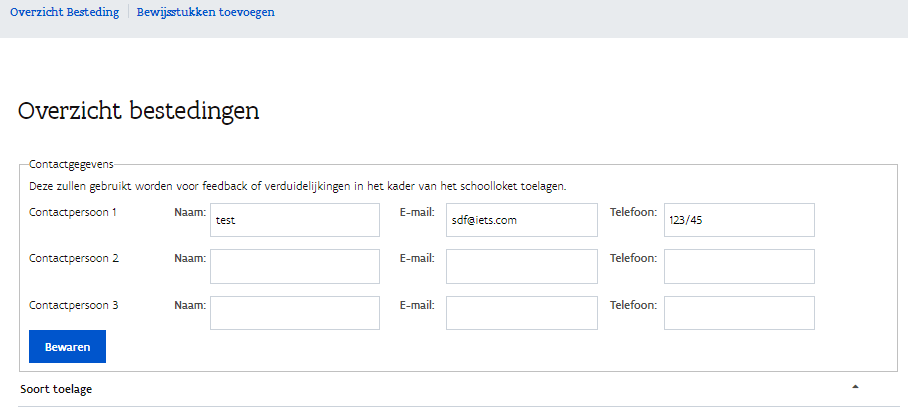 Overzicht Besteding Bewijsstukken toevoegen
Overzicht bestedingen
Contactgegevens
Deze zullen gebruikt worden voor feedback of verduidelijkingen in het kader van het schoolloket toelagen.
Contactpersoon 1 Naam: test E-mail: sdf@iets.com Telefoon: 123/45
Contactpersoon 2 Naam: E-mail: Telefoon:
Contactpersoon 3 Naam: E-mail: Telefoon:
Bewaren
Soort toelage